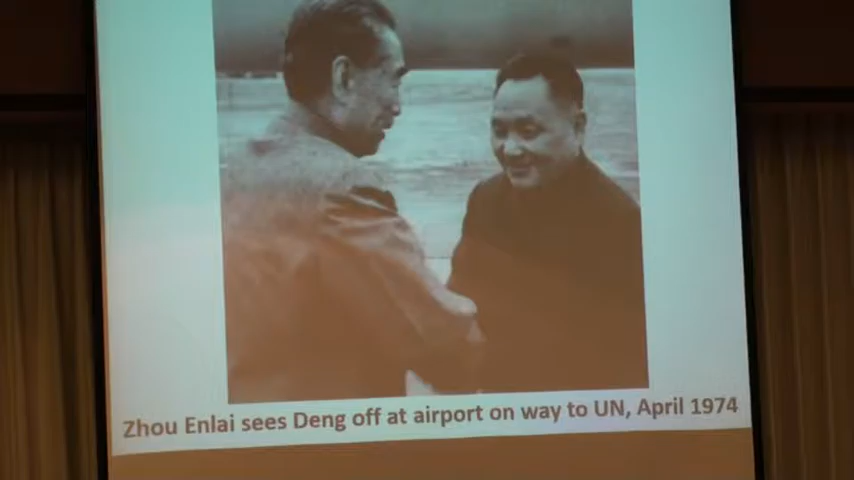 Zhou Enlai sees Deng off at airport on way to UN, April 1974